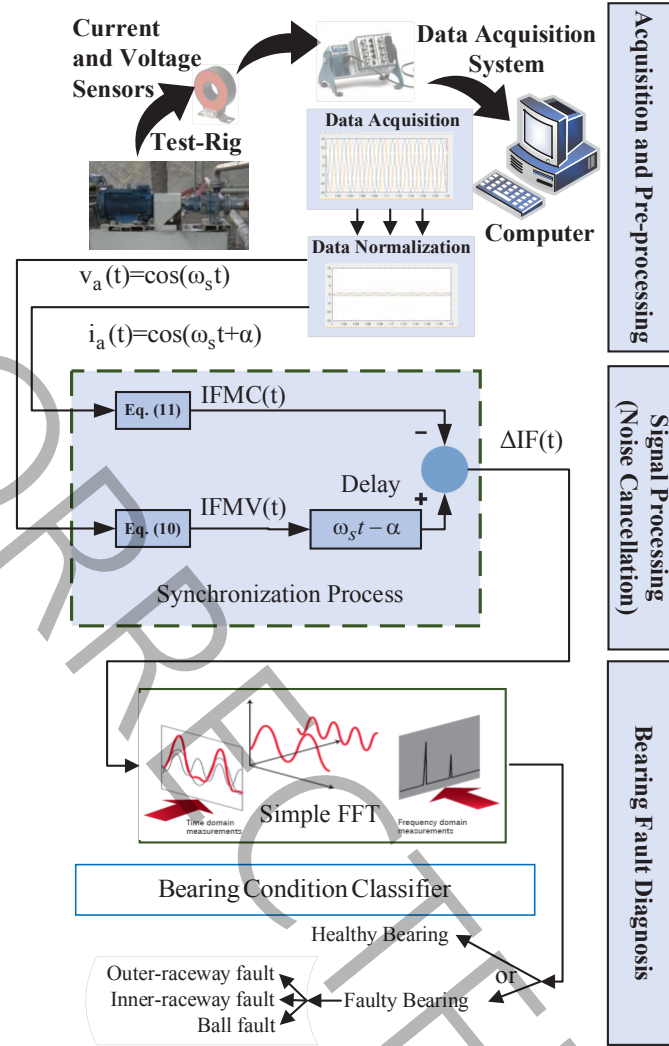 Current
and Voltage
Sensors
Data Acquisition
System
Test-Rig
Data Acquisition
Computer
Data Normalization
v_a(t)=cos(ω_s t)
i_a(t)=cos(ω_s t+α)
Acquisition and Pre-processing
Eq. (11)
IFMC(t)
−
ΔIF(t)
Delay
+
Eq. (10)
IFMV(t)
ω_s t − α
Synchronization Process
Signal Processing
(Noise Cancellation)
Simple FFT
Time domain
measurements
Frequency domain
measurements
Bearing Condition Classifier
Healthy Bearing
or
Outer-raceway fault
Inner-raceway fault
Faulty Bearing
Ball fault
Bearing Fault Diagnosis